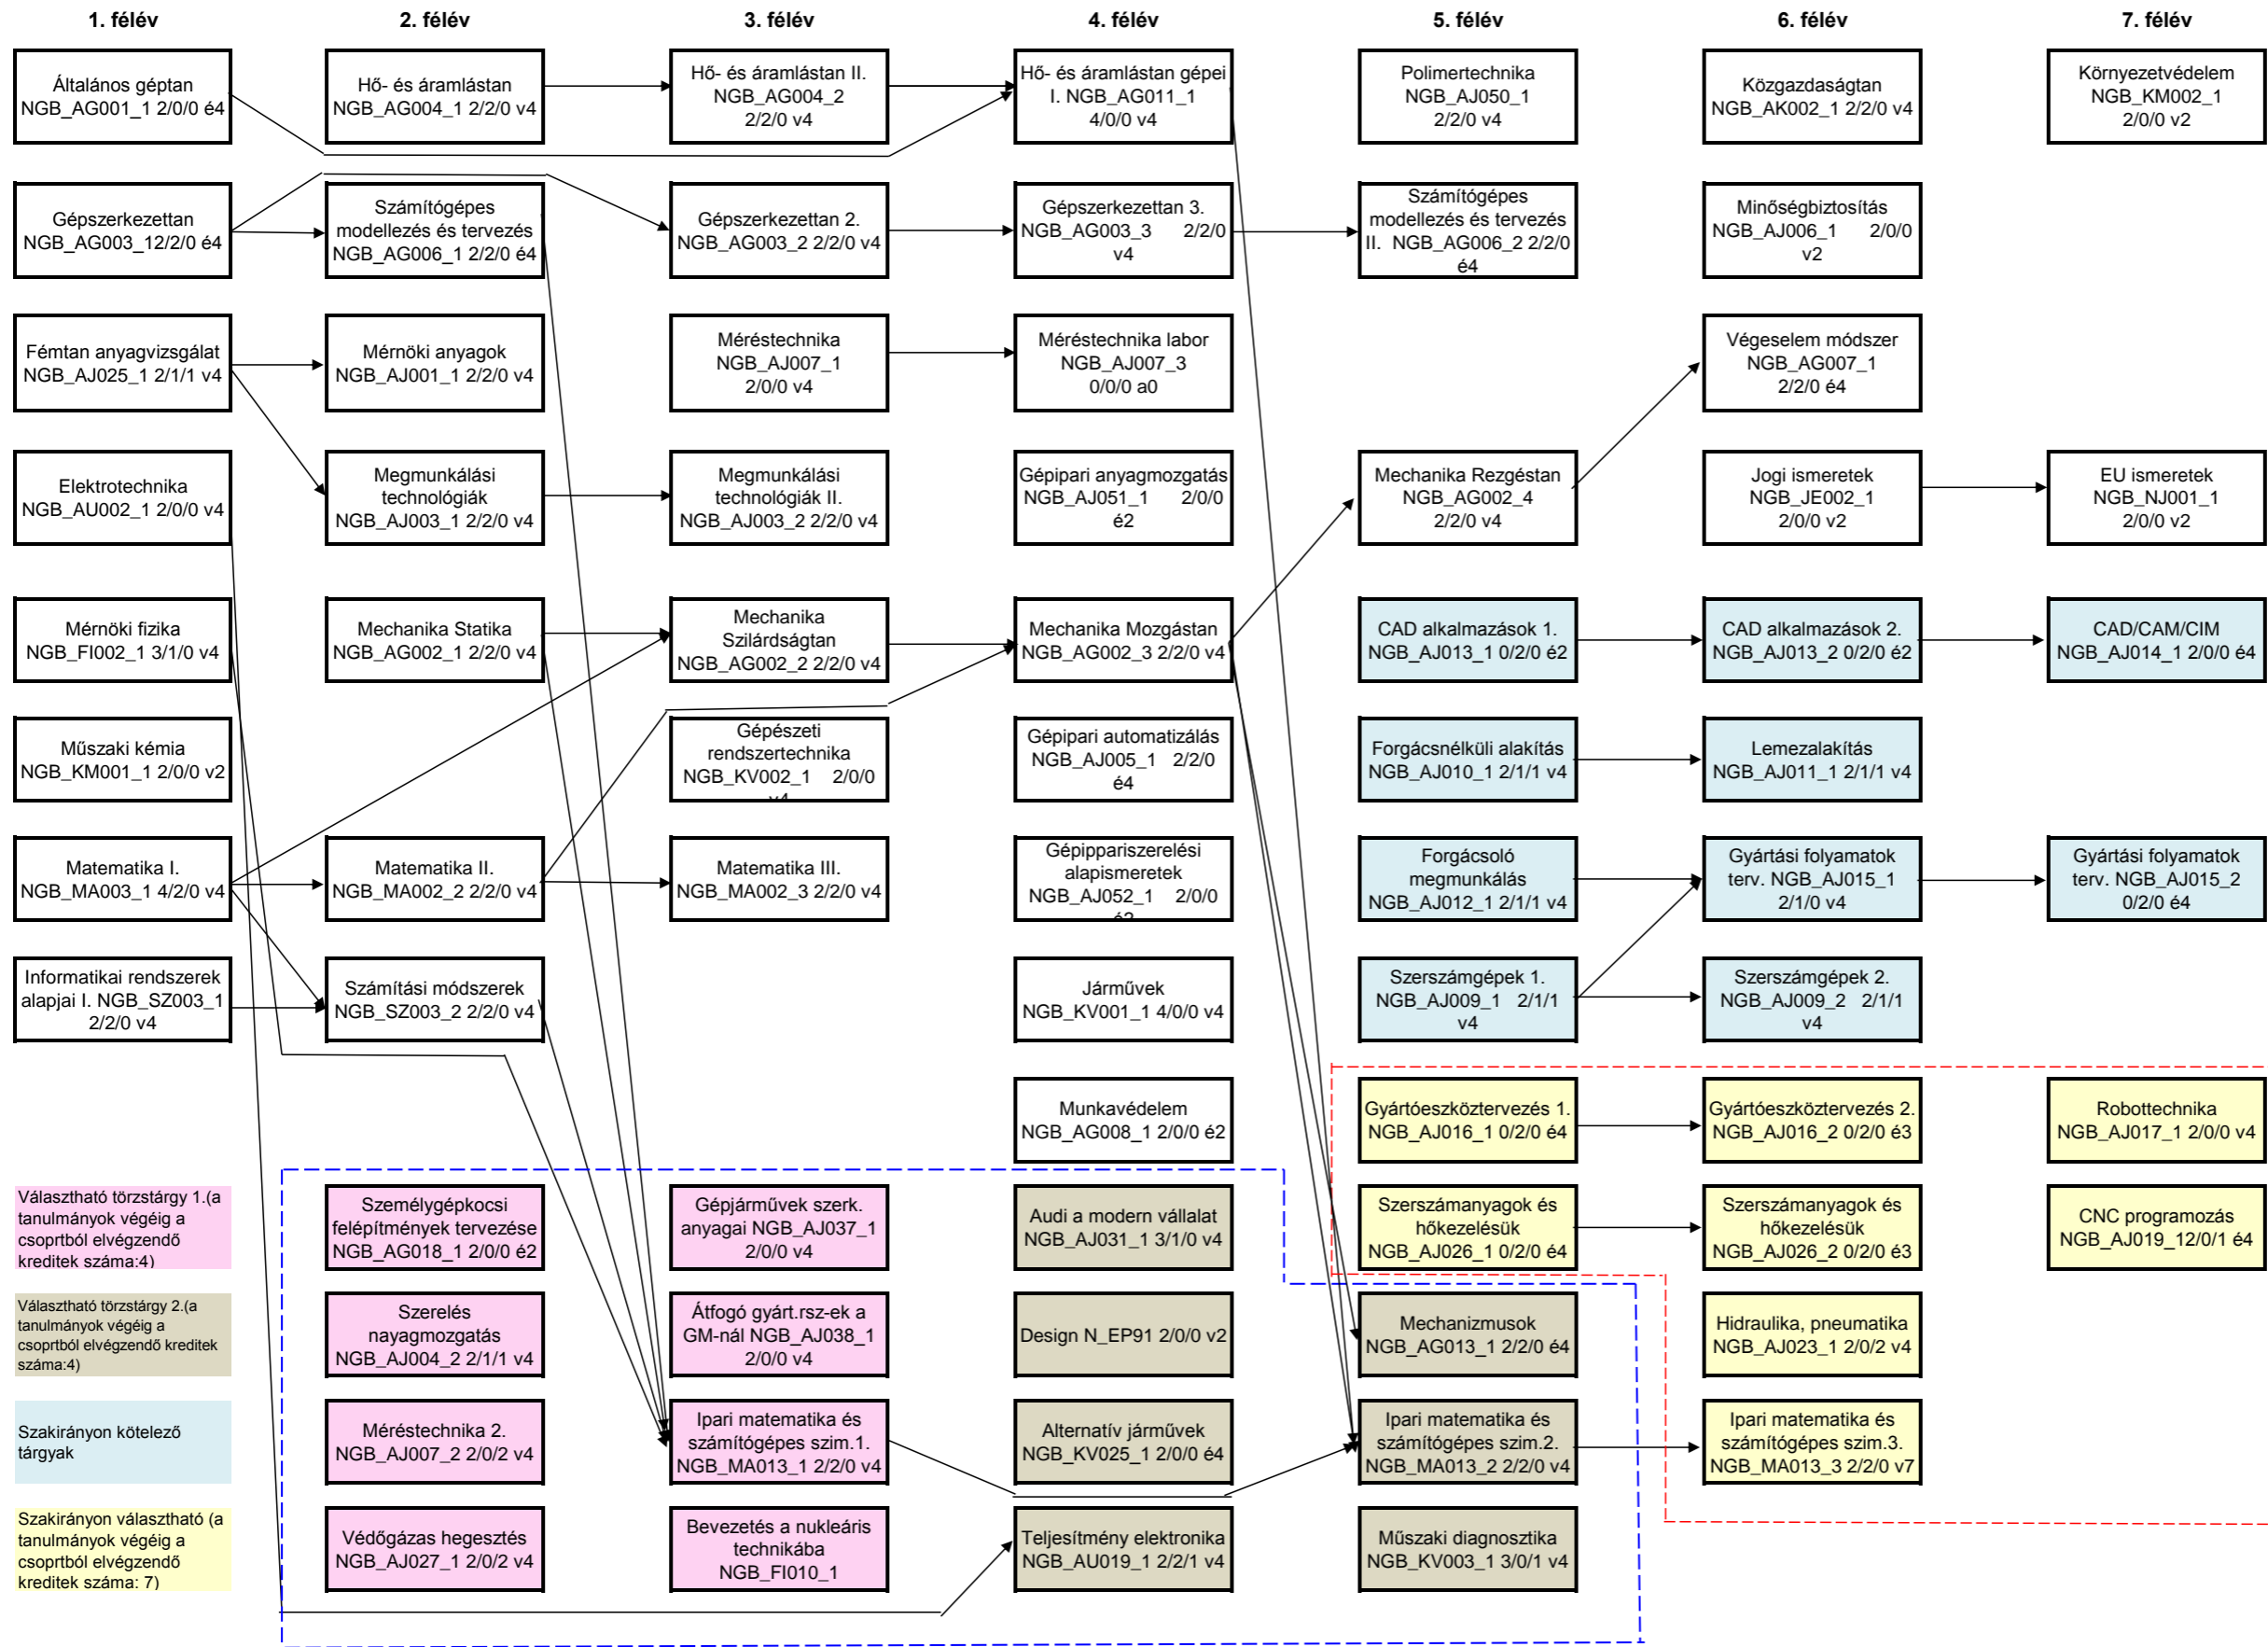 1. félév
2. félév
3. félév
4. félév
5. félév
6. félév
7. félév
Általános géptan
NGB_AG001_1 2/0/0 é4
Hő- és áramlástan
NGB_AG004_1 2/2/0 v4
Hő- és áramlástan II.
NGB_AG004_2
2/2/0 v4
Hő- és áramlástan gépei
I. NGB_AG011_1
4/0/0 v4
Polimertechnika
NGB_AJ050_1
2/2/0 v4
Közgazdaságtan
NGB_AK002_1 2/2/0 v4
Környezetvédelem
NGB_KM002_1
2/0/0 v2
Gépszerkezettan
NGB_AG003_12/2/0 é4
Számítógépes
modellezés és tervezés
NGB_AG006_1 2/2/0 é4
Gépszerkezettan 2.
NGB_AG003_2 2/2/0 v4
Gépszerkezettan 3.
NGB_AG003_3 2/2/0
v4
Számítógépes
modellezés és tervezés
II. NGB_AG006_2 2/2/0
é4
Minőségbiztosítás
NGB_AJ006_1 2/0/0
v2
Fémtan anyagvizsgálat
NGB_AJ025_1 2/1/1 v4
Mérnöki anyagok
NGB_AJ001_1 2/2/0 v4
Méréstechnika
NGB_AJ007_1
2/0/0 v4
Méréstechnika labor
NGB_AJ007_3
0/0/0 a0
Végeselem módszer
NGB_AG007_1
2/2/0 é4
Elektrotechnika
NGB_AU002_1 2/0/0 v4
Megmunkálási
technológiák
NGB_AJ003_1 2/2/0 v4
Megmunkálási
technológiák II.
NGB_AJ003_2 2/2/0 v4
Gépipari anyagmozgatás
NGB_AJ051_1 2/0/0
é2
Mechanika Rezgéstan
NGB_AG002_4
2/2/0 v4
Jogi ismeretek
NGB_JE002_1
2/0/0 v2
EU ismeretek
NGB_NJ001_1
2/0/0 v2
Mérnöki fizika
NGB_FI002_1 3/1/0 v4
Mechanika Statika
NGB_AG002_1 2/2/0 v4
Mechanika
Szilárdságtan
NGB_AG002_2 2/2/0 v4
Mechanika Mozgástan
NGB_AG002_3 2/2/0 v4
CAD alkalmazások 1.
NGB_AJ013_1 0/2/0 é2
CAD alkalmazások 2.
NGB_AJ013_2 0/2/0 é2
CAD/CAM/CIM
NGB_AJ014_1 2/0/0 é4
Műszaki kémia
NGB_KM001_1 2/0/0 v2
Gépészeti
rendszertechnika
NGB_KV002_1 2/0/0
v4
Gépipari automatizálás
NGB_AJ005_1 2/2/0
é4
Forgácsnélküli alakítás
NGB_AJ010_1 2/1/1 v4
Lemezalakítás
NGB_AJ011_1 2/1/1 v4
Matematika I.
NGB_MA003_1 4/2/0 v4
Matematika II.
NGB_MA002_2 2/2/0 v4
Matematika III.
NGB_MA002_3 2/2/0 v4
Gépippariszerelési
alapismeretek
NGB_AJ052_1 2/0/0
é2
Forgácsoló
megmunkálás
NGB_AJ012_1 2/1/1 v4
Gyártási folyamatok
terv. NGB_AJ015_1
2/1/0 v4
Gyártási folyamatok
terv. NGB_AJ015_2
0/2/0 é4
Informatikai rendszerek
alapjai I. NGB_SZ003_1
2/2/0 v4
Számítási módszerek
NGB_SZ003_2 2/2/0 v4
Járművek
NGB_KV001_1 4/0/0 v4
Szerszámgépek 1.
NGB_AJ009_1 2/1/1
v4
Szerszámgépek 2.
NGB_AJ009_2 2/1/1
v4
Munkavédelem
NGB_AG008_1 2/0/0 é2
Gyártóeszköztervezés 1.
NGB_AJ016_1 0/2/0 é4
Gyártóeszköztervezés 2.
NGB_AJ016_2 0/2/0 é3
Robottechnika
NGB_AJ017_1 2/0/0 v4
Választható törzstárgy 1.(a
tanulmányok végéig a
csoprtból elvégzendő
kreditek száma:4)
Személygépkocsi
felépítmények tervezése
NGB_AG018_1 2/0/0 é2
Gépjárművek szerk.
anyagai NGB_AJ037_1
2/0/0 v4
Audi a modern vállalat
NGB_AJ031_1 3/1/0 v4
Szerszámanyagok és
hőkezelésük
NGB_AJ026_1 0/2/0 é4
Szerszámanyagok és
hőkezelésük
NGB_AJ026_2 0/2/0 é3
CNC programozás
NGB_AJ019_12/0/1 é4
Választható törzstárgy 2.(a
tanulmányok végéig a
csoprtból elvégzendő kreditek
száma:4)
Szerelés
nayagmozgatás
NGB_AJ004_2 2/1/1 v4
Átfogó gyárt.rsz-ek a
GM-nál NGB_AJ038_1
2/0/0 v4
Design N_EP91 2/0/0 v2
Mechanizmusok
NGB_AG013_1 2/2/0 é4
Hidraulika, pneumatika
NGB_AJ023_1 2/0/2 v4
Szakirányon kötelező
tárgyak
Méréstechnika 2.
NGB_AJ007_2 2/0/2 v4
Ipari matematika és
számítógépes szim.1.
NGB_MA013_1 2/2/0 v4
Alternatív járművek
NGB_KV025_1 2/0/0 é4
Ipari matematika és
számítógépes szim.2.
NGB_MA013_2 2/2/0 v4
Ipari matematika és
számítógépes szim.3.
NGB_MA013_3 2/2/0 v7
Szakirányon választható (a
tanulmányok végéig a
csoprtból elvégzendő
kreditek száma: 7)
Védőgázas hegesztés
NGB_AJ027_1 2/0/2 v4
Bevezetés a nukleáris
technikába
NGB_FI010_1
Teljesítmény elektronika
NGB_AU019_1 2/2/1 v4
Műszaki diagnosztika
NGB_KV003_1 3/0/1 v4